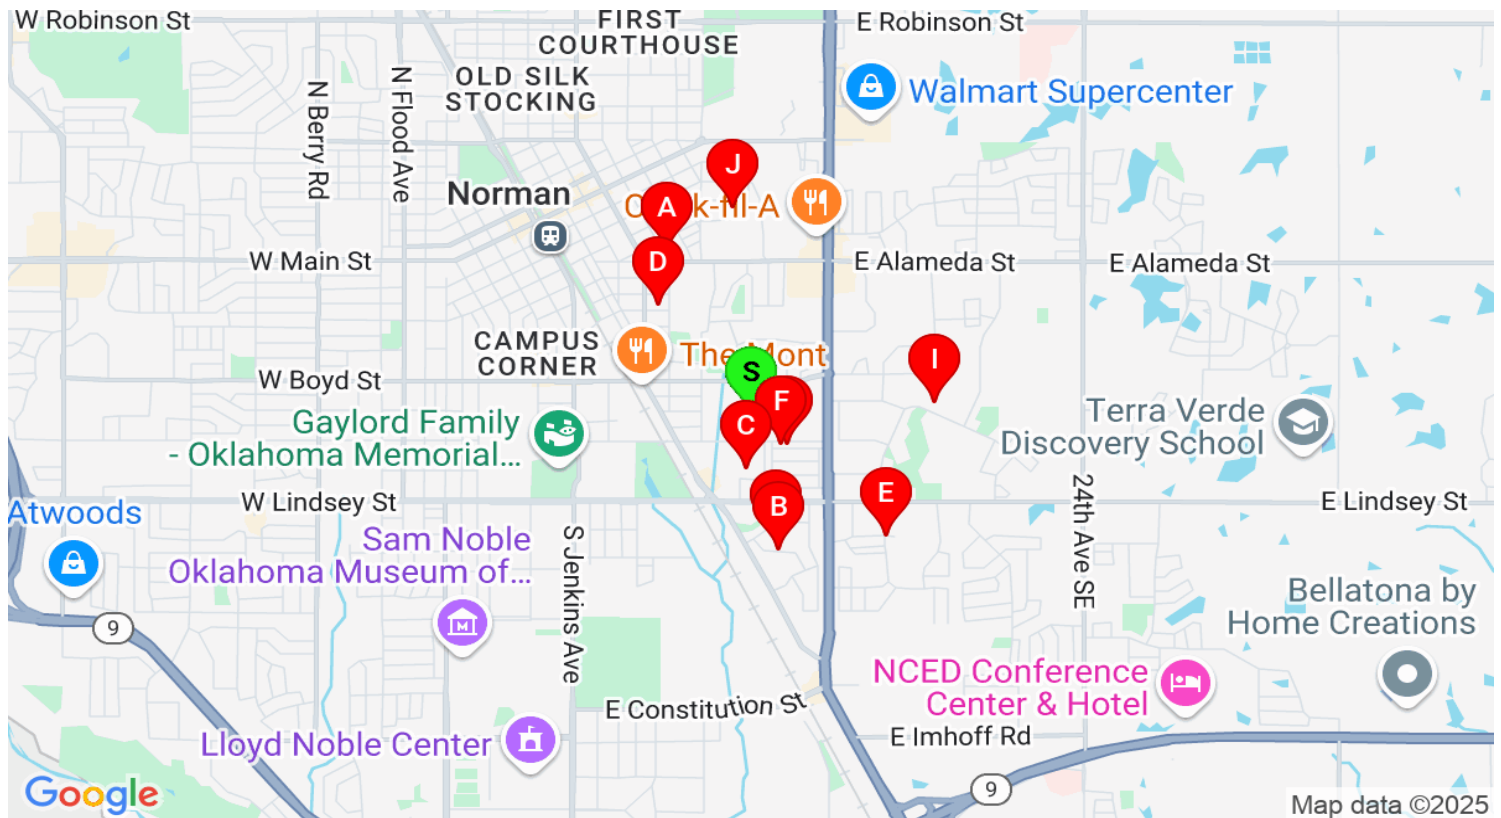 W Robinson St
FIRST
COURTHOUSE
E Robinson St
OLD SILK
STOCKING
N Berry Rd
N Flood Ave
Walmart Supercenter
J
Norman
A
k-fil-A
W Main St
D
E Alameda St
E Alameda St
CAMPUS
CORNER
The Mont
S
I
W Boyd St
F
C
Gaylord Family
- Oklahoma Memorial...
Terra Verde
Discovery School
W Lindsey St
B
E
24th Ave SE
E Lindsey St
Atwoods
Sam Noble
Oklahoma Museum of...
S Jenkins Ave
Bellatona by
Home Creations
9
NCED Conference
Center & Hotel
E Constitution St
Lloyd Noble Center
E Imhoff Rd
9
Google
Map data ©2025